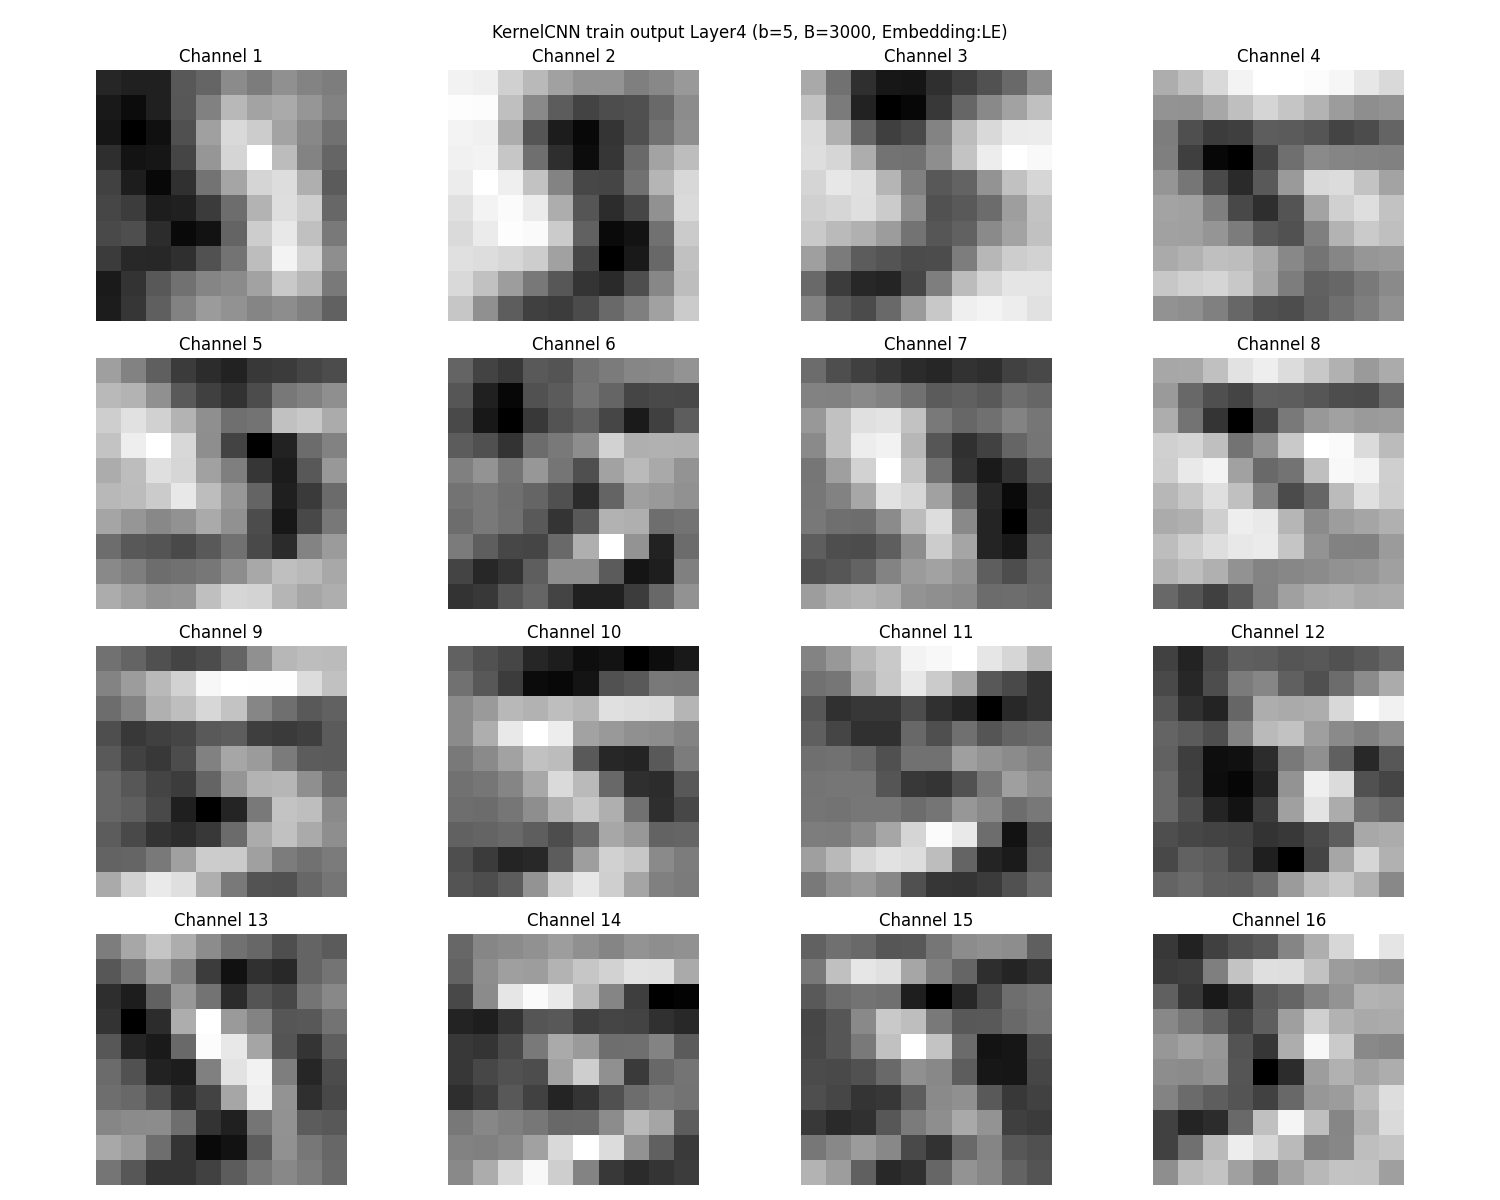 KernelCNN train output Layer4 (b=5, B=3000, Embedding:LE)
Channel 1
Channel 2
Channel 3
Channel 4
Channel 5
Channel 6
Channel 7
Channel 8
Channel 9
Channel 10
Channel 11
Channel 12
Channel 13
Channel 14
Channel 15
Channel 16